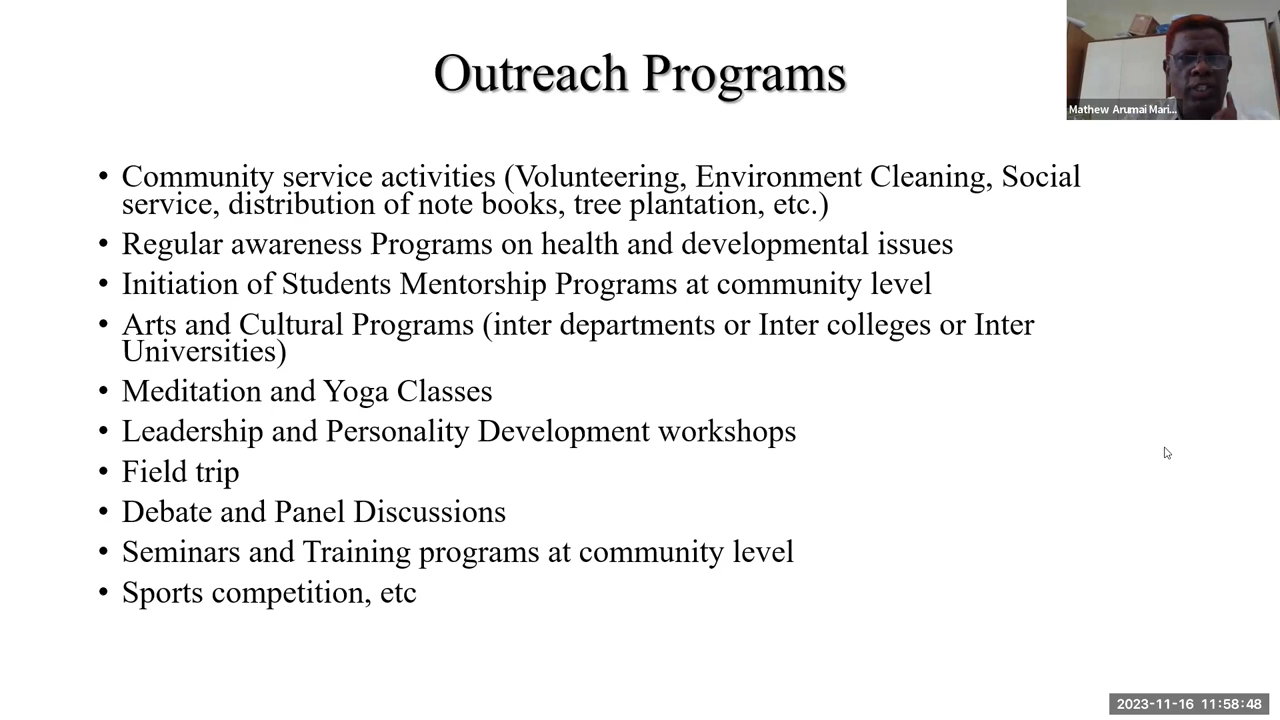 Outreach Programs
Mathew Arumai Mari...
• Community service activities (Volunteering, Environment Cleaning, Social
service, distribution of note books, tree plantation, etc.)
• Regular awareness Programs on health and developmental issues
• Initiation of Students Mentorship Programs at community level
• Arts and Cultural Programs (inter departments or Inter colleges or Inter
Universities)
• Meditation and Yoga Classes
• Leadership and Personality Development workshops
• Field trip
• Debate and Panel Discussions
• Seminars and Training programs at community level
• Sports competition, etc
2023-11-16 11:58:48